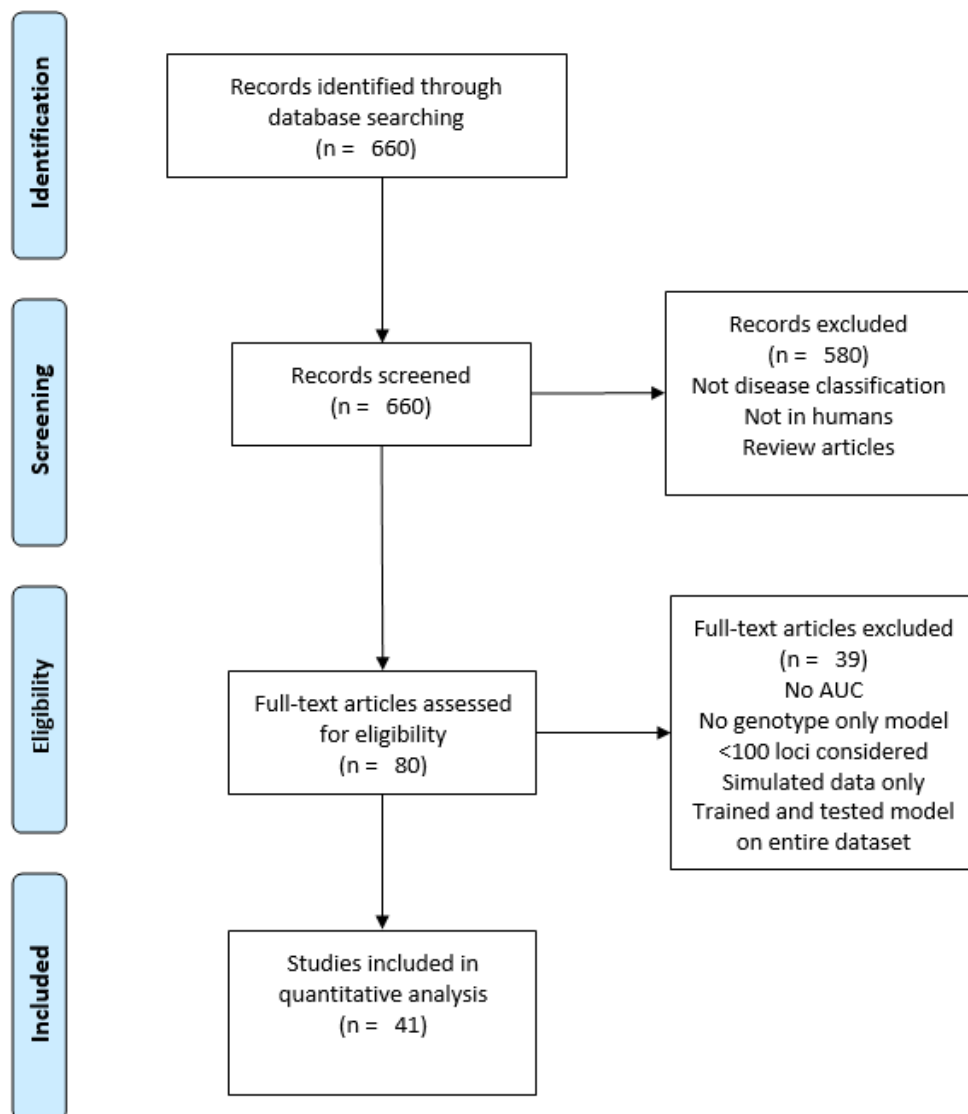 Identification
Records identified through
database searching
(n = 660)
Screening
Records screened
(n = 660)
Records excluded
(n = 580)
Not disease classification
Not in humans
Review articles
Eligibility
Full-text articles assessed
for eligibility
(n = 80)
Full-text articles excluded
(n = 39)
No AUC
No genotype only model
<100 loci considered
Simulated data only
Trained and tested model
on entire dataset
Included
Studies included in
quantitative analysis
(n = 41)